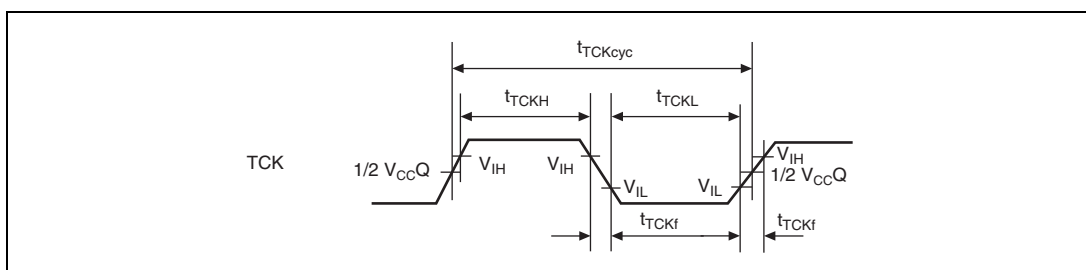 tTCKcyc
tTCKH tTCKL
TCK 1/2 VCCQ VIH VIH VIL VIL VIH 1/2 VCCQ
tTCKf tTCKf